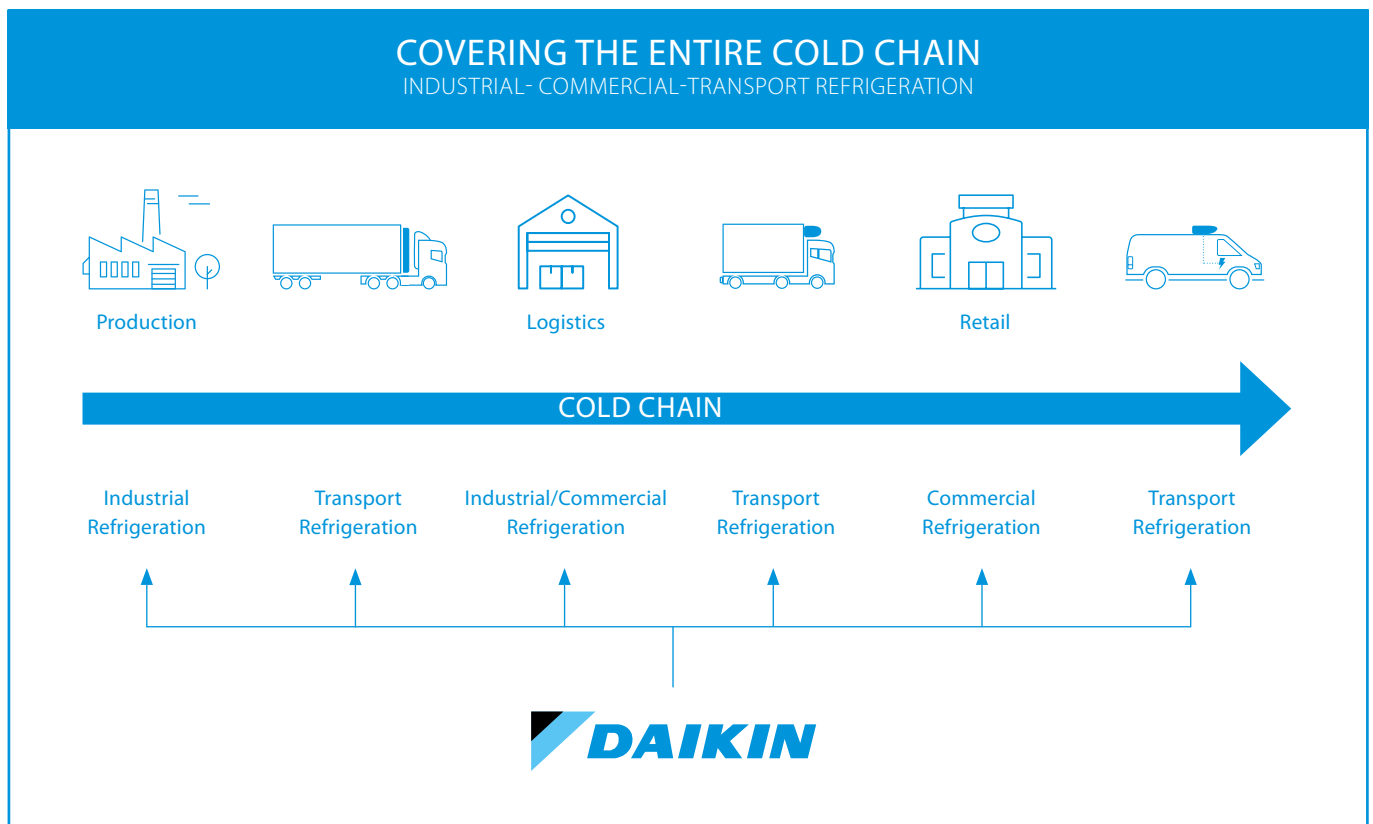 COVERING THE ENTIRE COLD CHAIN
INDUSTRIAL- COMMERCIAL-TRANSPORT REFRIGERATION
Production
Logistics
Retail
COLD CHAIN
Industrial
Refrigeration
Transport
Refrigeration
Industrial/Commercial
Refrigeration
Transport
Refrigeration
Commercial
Refrigeration
Transport
Refrigeration
DAIKIN